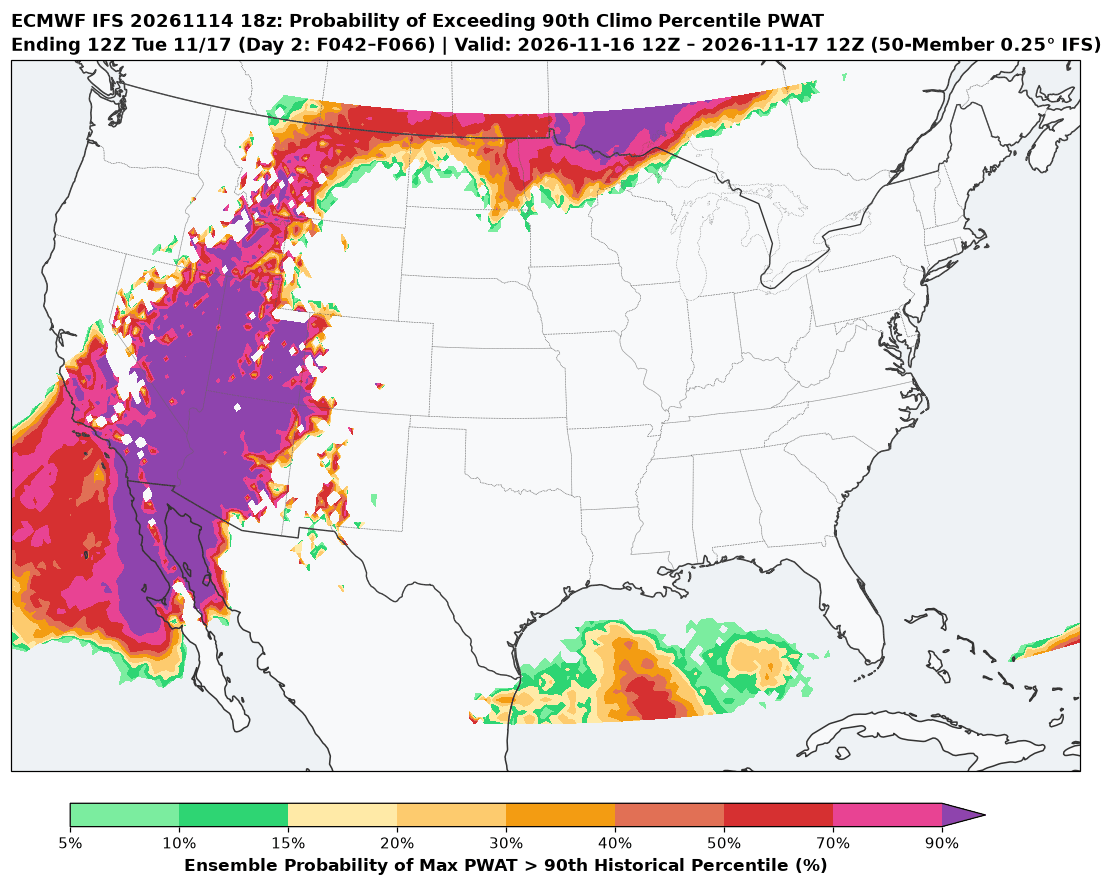 ECMWF IFS 20261114 18z: Probability of Exceeding 90th Climo Percentile PWAT
Ending 12Z Tue 11/17 (Day 2: F042–F066) | Valid: 2026-11-16 12Z – 2026-11-17 12Z (50-Member 0.25° IFS)
5% 10% 15% 20% 30% 40% 50% 70% 90%
Ensemble Probability of Max PWAT > 90th Historical Percentile (%)